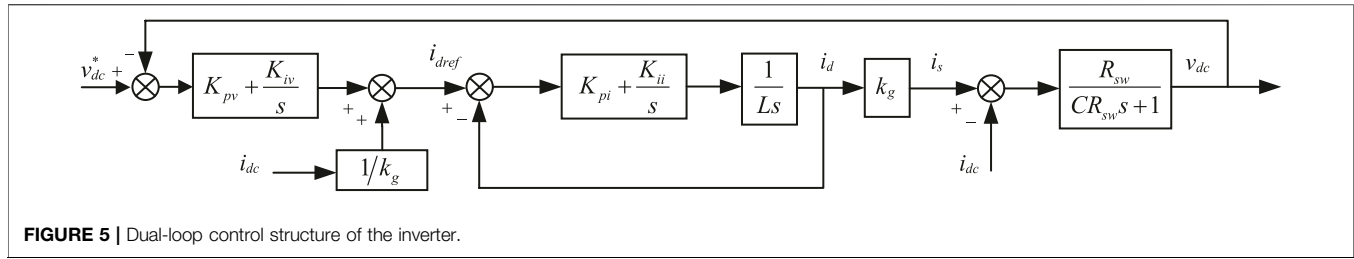 −
v*dc +
Kpv + Kiv/s
+
+
idc
1/kg
idref
+
−
Kpi + Kii/s
1/Ls
id
kg
is
+
−
idc
Rsw/CRsws + 1
vdc
FIGURE 5 | Dual-loop control structure of the inverter.